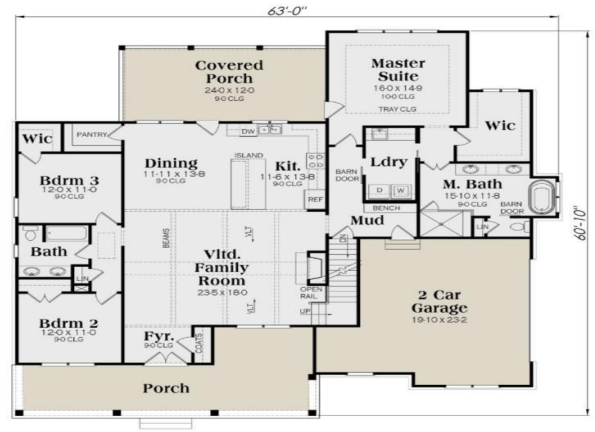 63'-0"
Covered
Porch
24-0 x 12-0
9-0 CLG
Master
Suite
16-0 x 14-9
10-0 CLG
TRAY CLG
Wic
PANTRY
DW
Wic
Dining
11-11 x 13-8
9-0 CLG
ISLAND
Kit.
11-6 x 13-8
9-0 CLG
REF
BARN
DOOR
Ldry
D
W
Bdrm 3
12-0 x 11-0
9-0 CLG
M. Bath
15-10 x 11-8
9-0 CLG
BARN
DOOR
BENCH
LIN
Mud
60'-10"
BEAMS
VLT
DN
Bath
LIN
Vltd.
Family
Room
23-5 x 18-0
VLT
OPEN
RAIL
UP
2 Car
Garage
19-10 x 23-2
Bdrm 2
12-0 x 11-0
9-0 CLG
Fyr.
9-0 CLG
COATS
Porch